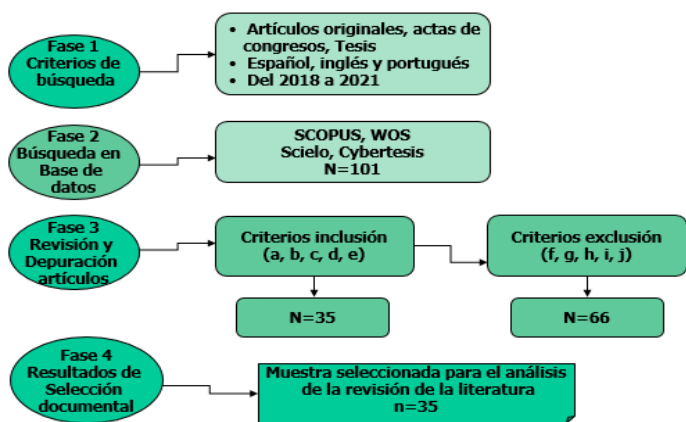 Fase 1
Criterios de
búsqueda
• Artículos originales, actas de
congresos, Tesis
• Español, inglés y portugués
• Del 2018 a 2021
Fase 2
Búsqueda en
Base de
datos
SCOPUS, WOS
Scielo, Cybertesis
N=101
Fase 3
Revisión y
Depuración
artículos
Criterios inclusión
(a, b, c, d, e)
Criterios exclusión
(f, g, h, i, j)
N=35
N=66
Fase 4
Resultados de
Selección
documental
Muestra seleccionada para el análisis
de la revisión de la literatura
n=35